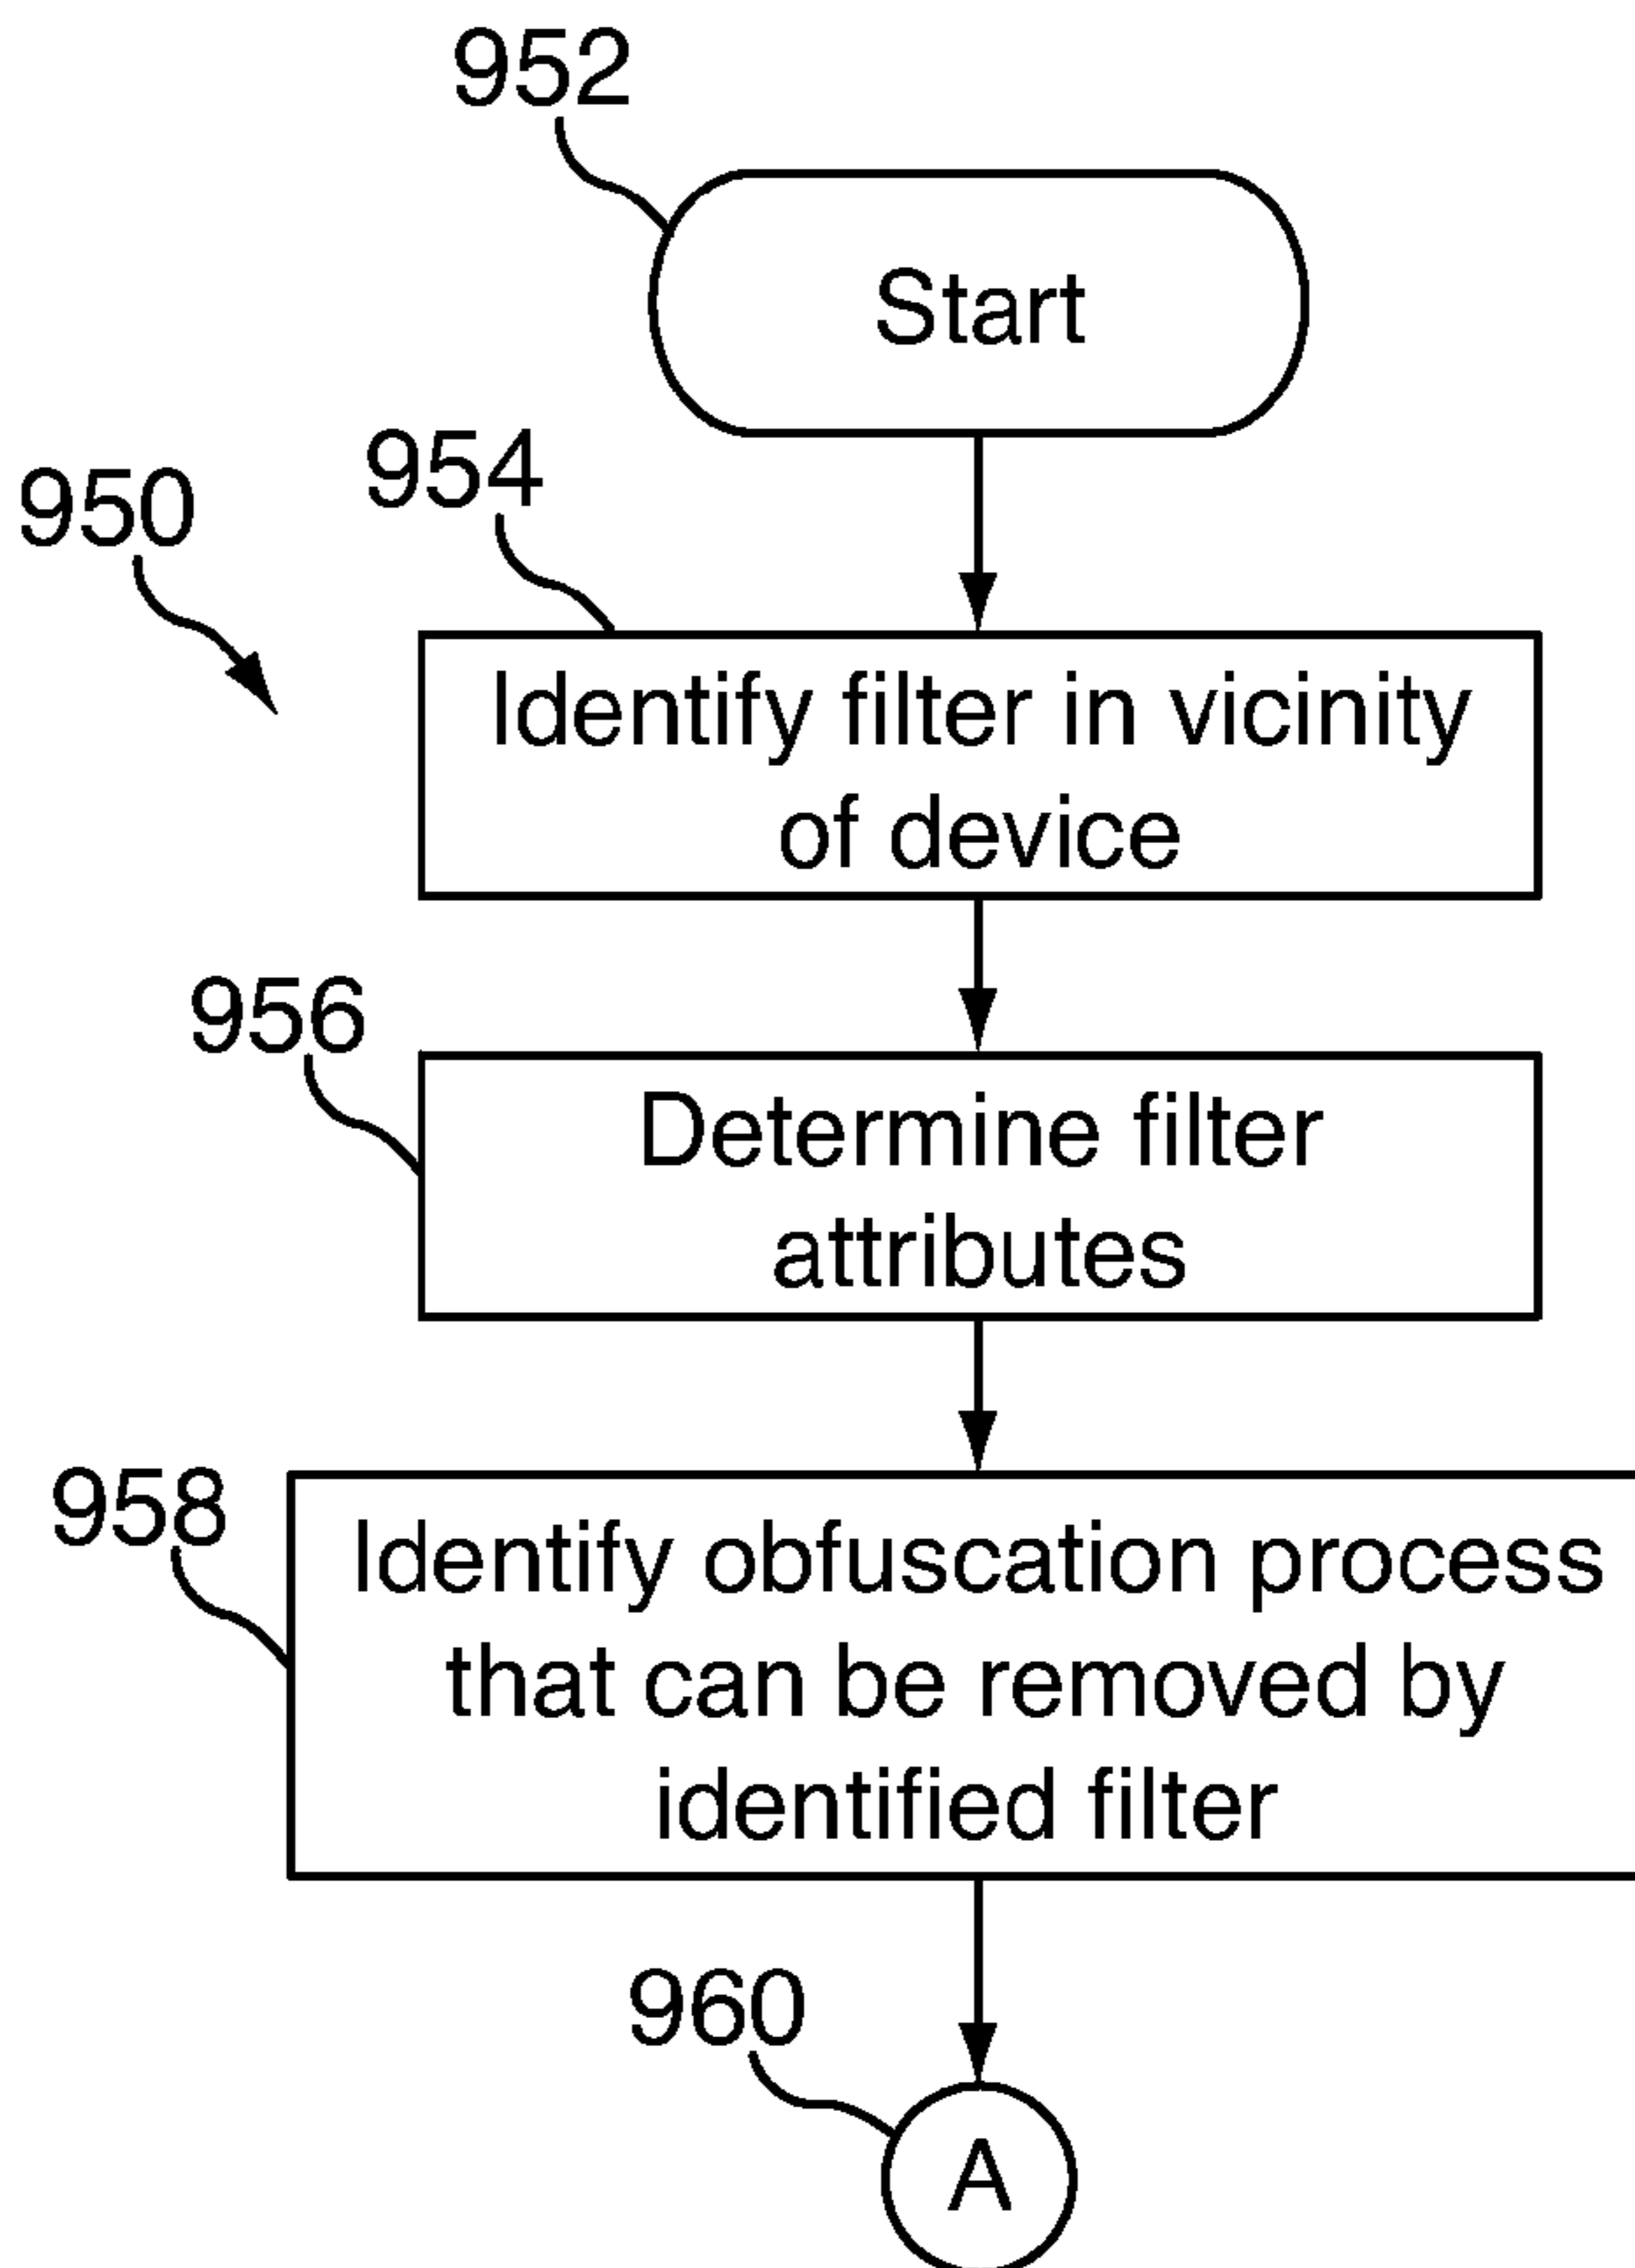 952
Start
954
950
Identify filter in vicinity
of device
956
Determine filter
attributes
958
Identify obfuscation process
that can be removed by
identified filter
960
A